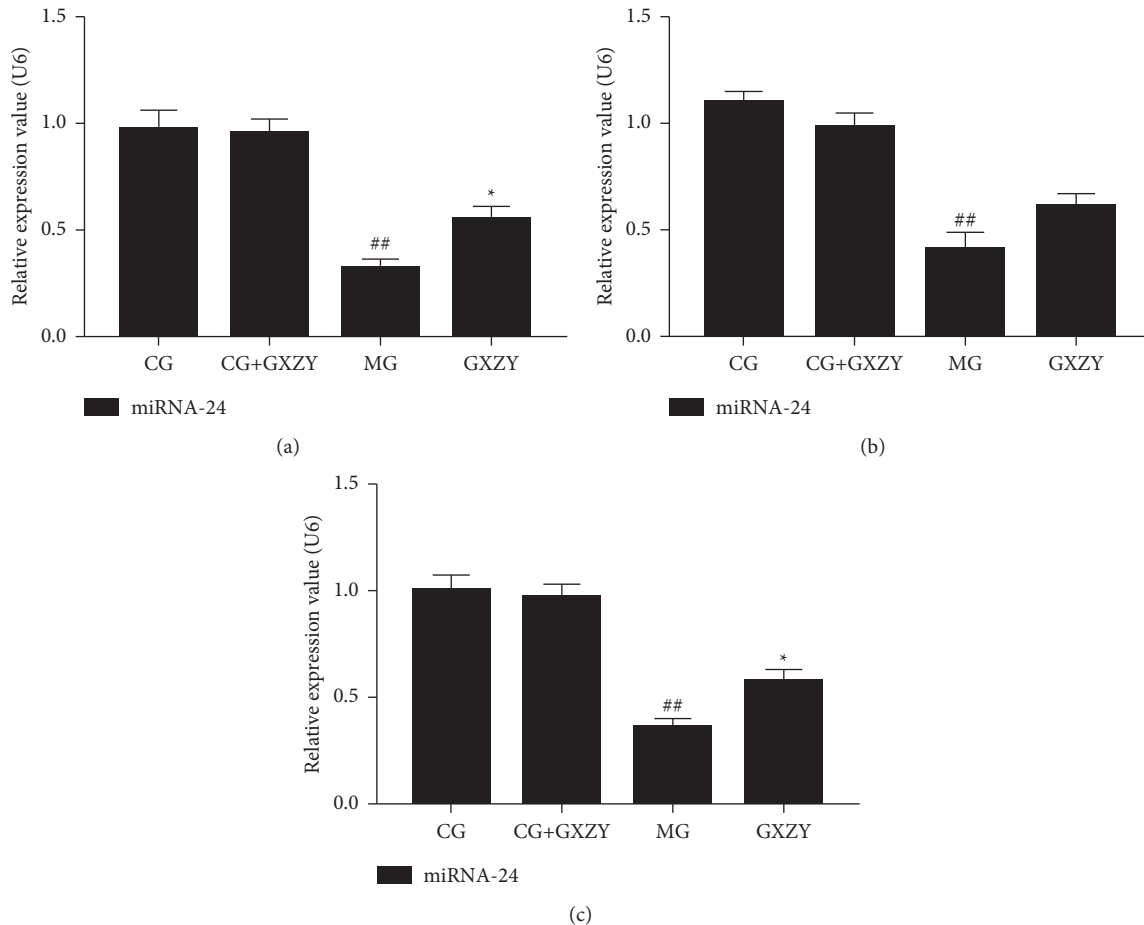 1.5
1.0
0.5
0.0
Relative expression value (U6)
##
*
CG CG+GXZY MG GXZY
miRNA-24
(a)
1.5
1.0
0.5
0.0
Relative expression value (U6)
##
CG CG+GXZY MG GXZY
miRNA-24
(b)
1.5
1.0
0.5
0.0
Relative expression value (U6)
##
*
CG CG+GXZY MG GXZY
miRNA-24
(c)